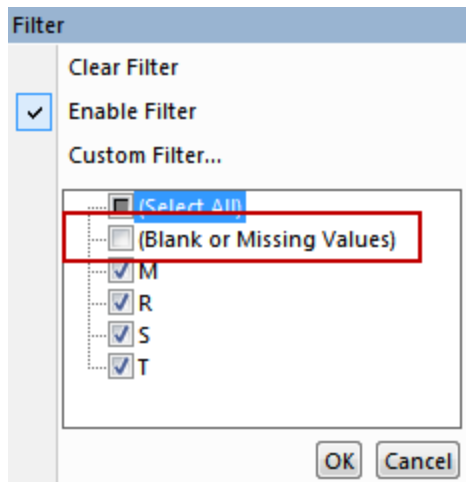 Filter
Clear Filter
Enable Filter
Custom Filter...
(Select All)
(Blank or Missing Values)
M
R
S
T
OK Cancel